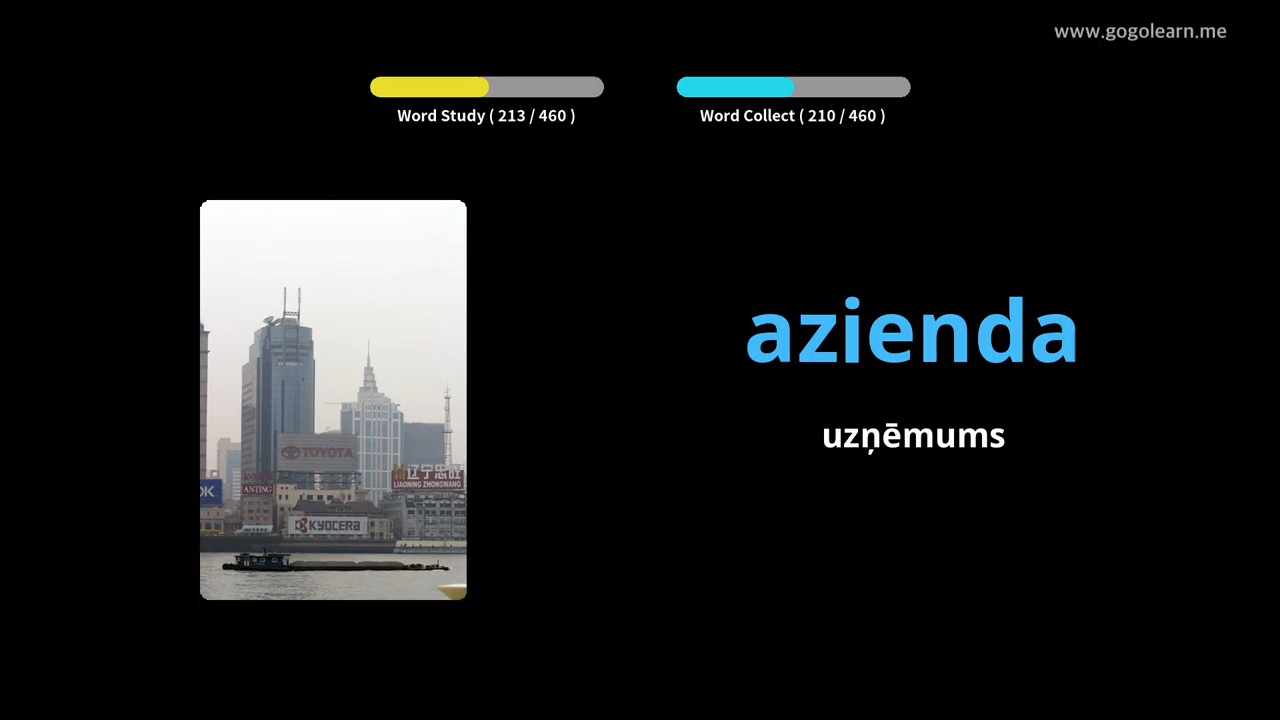 www.gogolearn.me
Word Study ( 213 / 460 )
Word Collect ( 210 / 460 )
azienda
uzņēmums
TOYOTA
辽宁忠旺
LIAONING ZHONGWANG
OK
ANTING
KYOCERA